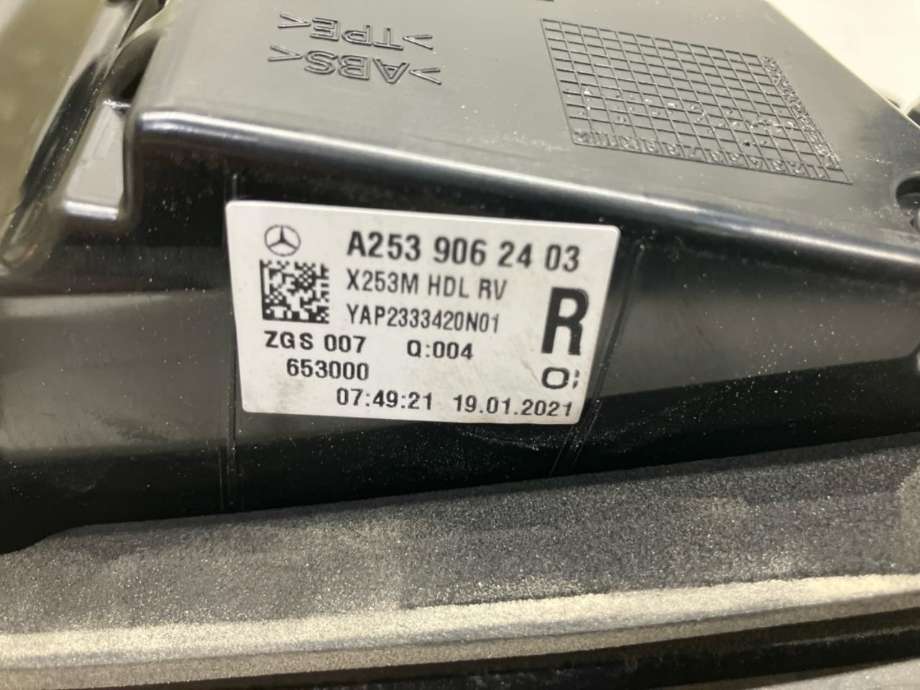 >ABS<
>TPE<
A253 906 24 03
X253M HDL RV
YAP2333420N01
R
ZGS 007 Q:004
653000
07:49:21 19.01.2021